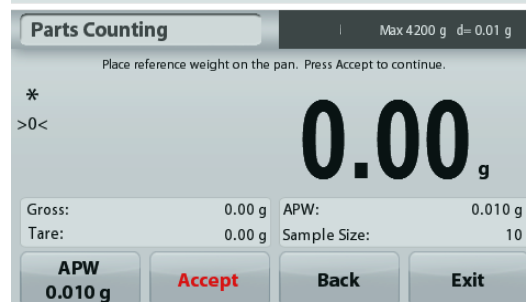 Parts Counting
Max 4200 g d= 0.01 g
Place reference weight on the pan. Press Accept to continue.
*
>0<
0.00 g
Gross: 0.00 g APW: 0.010 g
Tare: 0.00 g Sample Size: 10
APW
0.010 g
Accept
Back
Exit